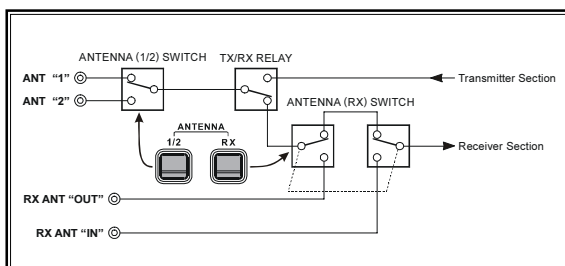 ANTENNA (1/2) SWITCH
TX/RX RELAY
ANT “1”
Transmitter Section
ANT “2”
ANTENNA (RX) SWITCH
ANTENNA
1/2
RX
Receiver Section
RX ANT “OUT”
RX ANT “IN”